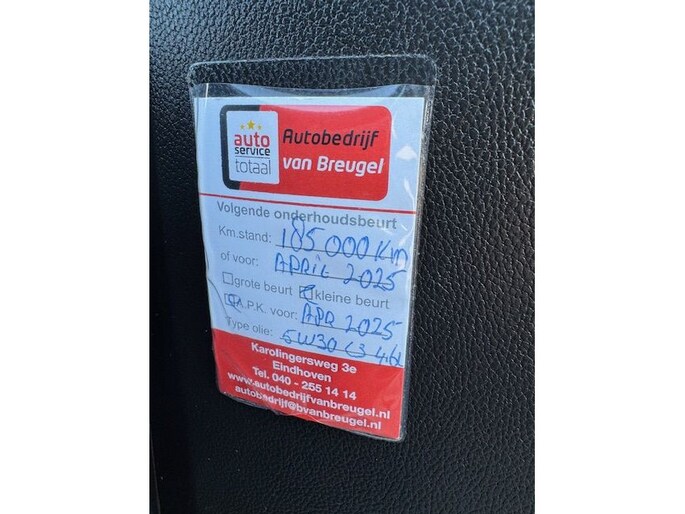 auto
service
totaal
Autobedrijf
van Breugel
Volgende onderhoudsbeurt
Km.stand: 185 000 Km
of voor: APRIL 2025
grote beurt kleine beurt
A.P.K. voor: APR 2025
Type olie: 5W30 C3
Karolingersweg 3e
Eindhoven
Tel. 040 - 255 14 14
www.autobedrijfvanbreugel.nl
autobedrijf@bvanbreugel.nl